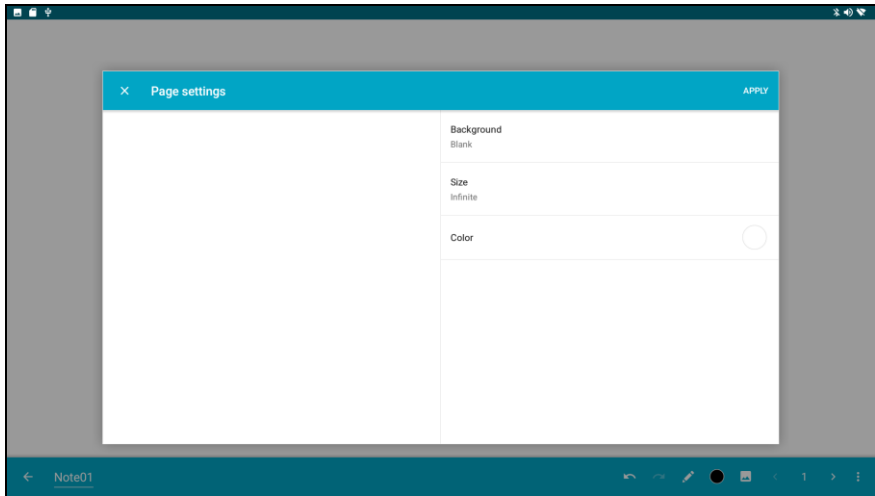 Page settings
APPLY
Background
Blank
Size
Infinite
Color
Note01
1